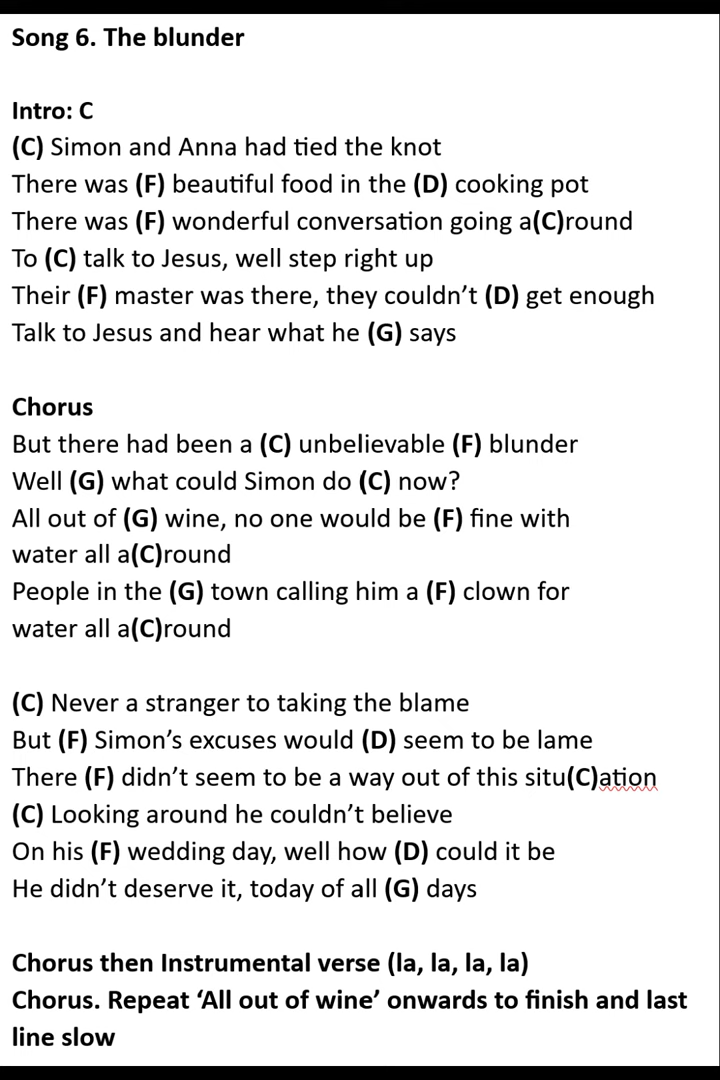 Song 6. The blunder
Intro: C
(C) Simon and Anna had tied the knot
There was (F) beautiful food in the (D) cooking pot
There was (F) wonderful conversation going a(C)round
To (C) talk to Jesus, well step right up
Their (F) master was there, they couldn’t (D) get enough
Talk to Jesus and hear what he (G) says
Chorus
But there had been a (C) unbelievable (F) blunder
Well (G) what could Simon do (C) now?
All out of (G) wine, no one would be (F) fine with
water all a(C)round
People in the (G) town calling him a (F) clown for
water all a(C)round
(C) Never a stranger to taking the blame
But (F) Simon’s excuses would (D) seem to be lame
There (F) didn’t seem to be a way out of this situ(C)ation
(C) Looking around he couldn’t believe
On his (F) wedding day, well how (D) could it be
He didn’t deserve it, today of all (G) days
Chorus then Instrumental verse (la, la, la, la)
Chorus. Repeat ‘All out of wine’ onwards to finish and last
line slow